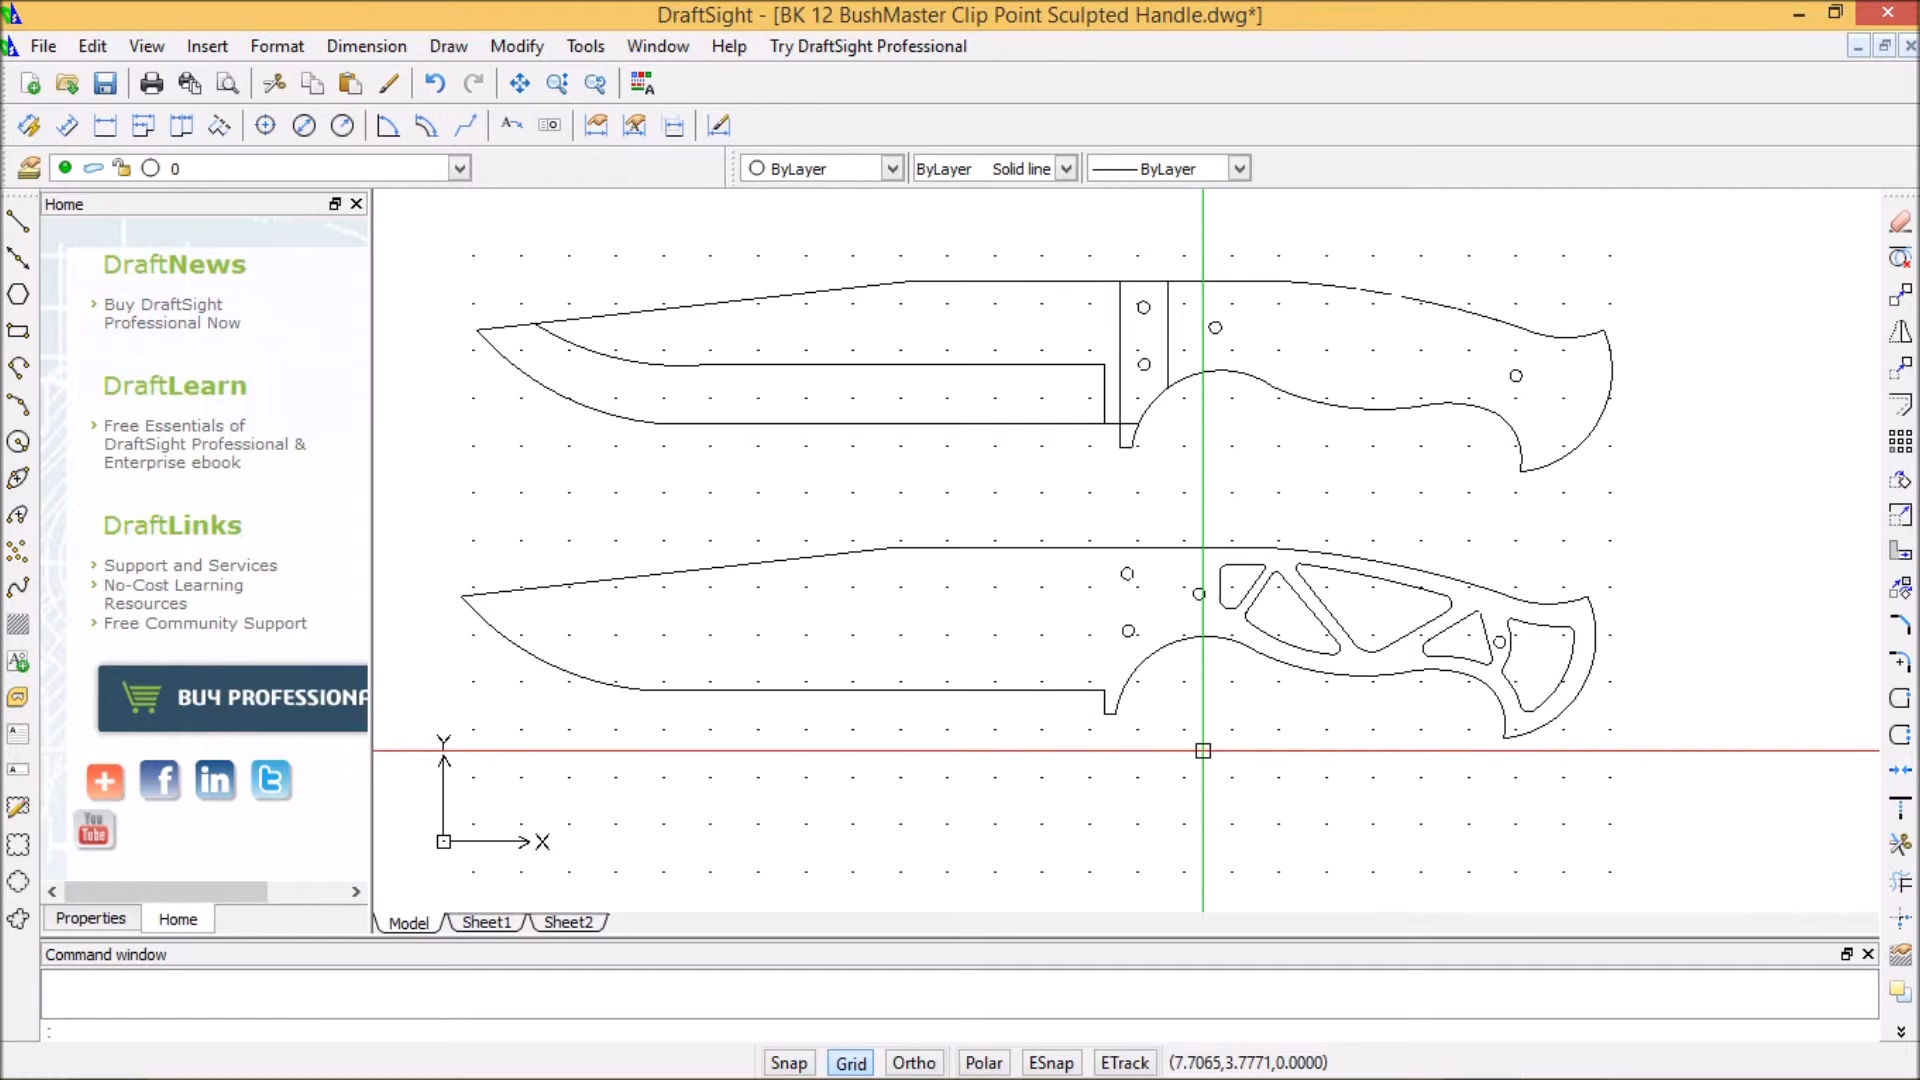 DraftSight - [BK 12 BushMaster Clip Point Sculpted Handle.dwg*]
File Edit View Insert Format Dimension Draw Modify Tools Window Help Try DraftSight Professional
0 ByLayer ByLayer Solid line ByLayer
Home
DraftNews
Buy DraftSight
Professional Now
DraftLearn
Free Essentials of
DraftSight Professional &
Enterprise ebook
DraftLinks
Support and Services
No-Cost Learning
Resources
Free Community Support
BUY PROFESSIONA
You
Tube
Y
X
Properties Home
Model Sheet1 Sheet2
Command window
:
Snap Grid Ortho Polar ESnap ETrack (7.7065,3.7771,0.0000)